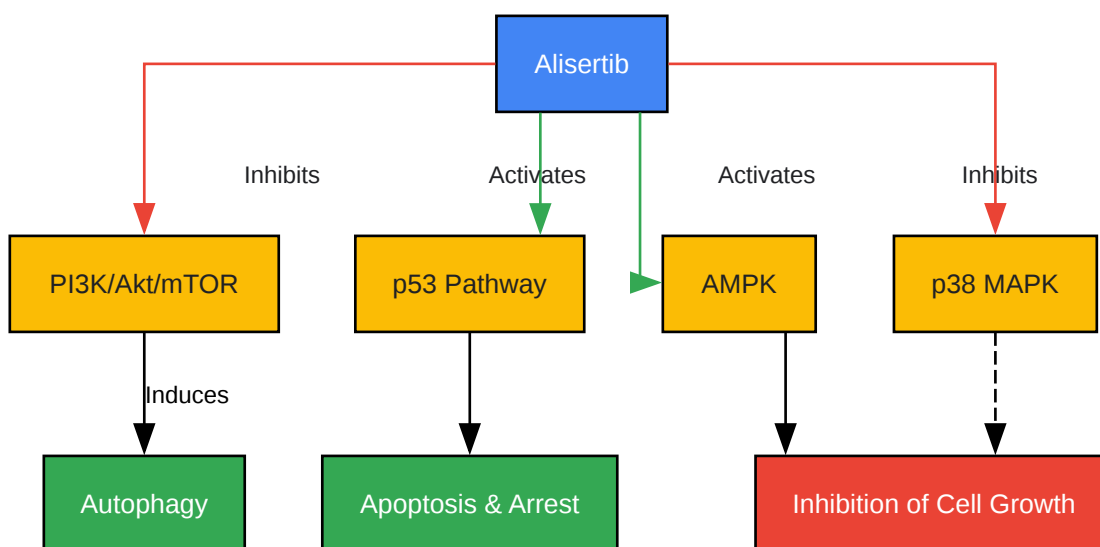 Alisertib
Inhibits
Activates
Activates
Inhibits
PI3K/Akt/mTOR
p53 Pathway
AMPK
p38 MAPK
Induces
Autophagy
Apoptosis & Arrest
Inhibition of Cell Growth